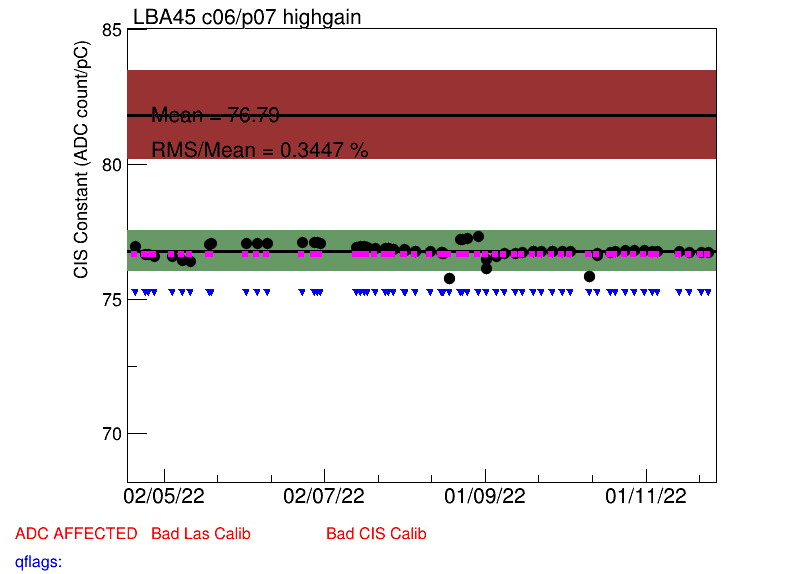 LBA45 c06/p07 highgain
85
80
75
70
CIS Constant (ADC count/pC)
Mean = 76.79
RMS/Mean = 0.3447 %
02/05/22 02/07/22 01/09/22 01/11/22
ADC AFFECTED Bad Las Calib Bad CIS Calib
qflags: